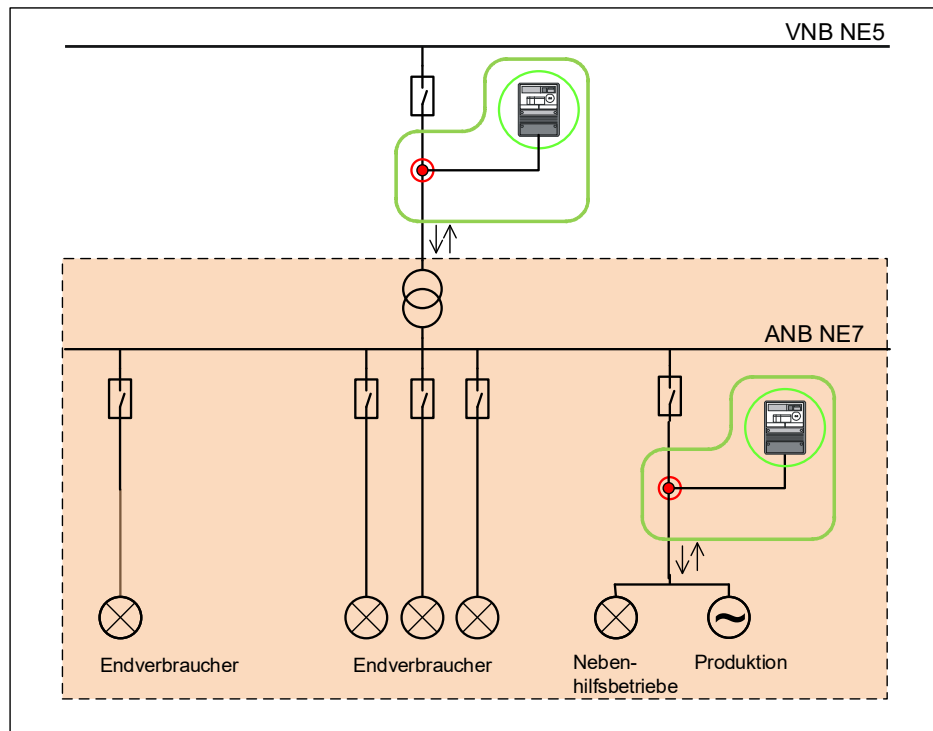 VNB NE5
ANB NE7
Endverbraucher
Endverbraucher
Neben-
hilfsbetriebe
Produktion